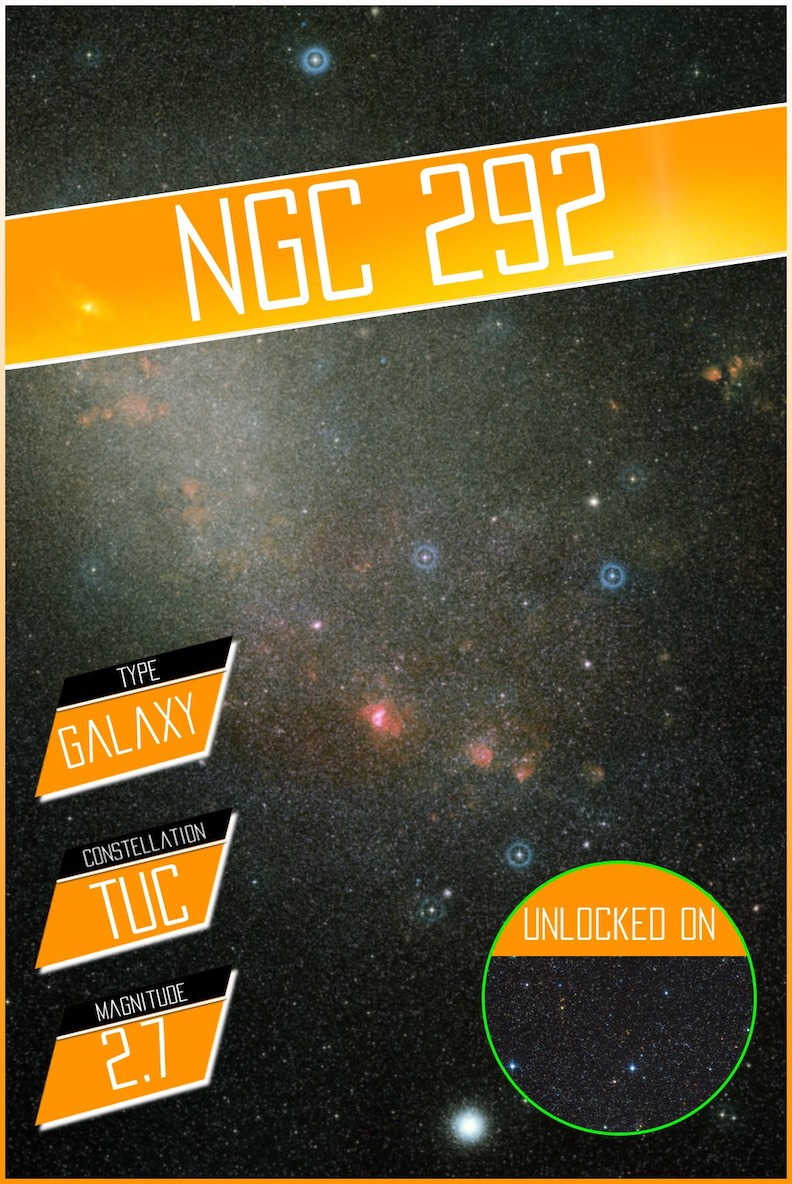 NGC 292
TYPE
GALAXY
CONSTELLATION
TUC
MAGNITUDE
2.7
UNLOCKED ON